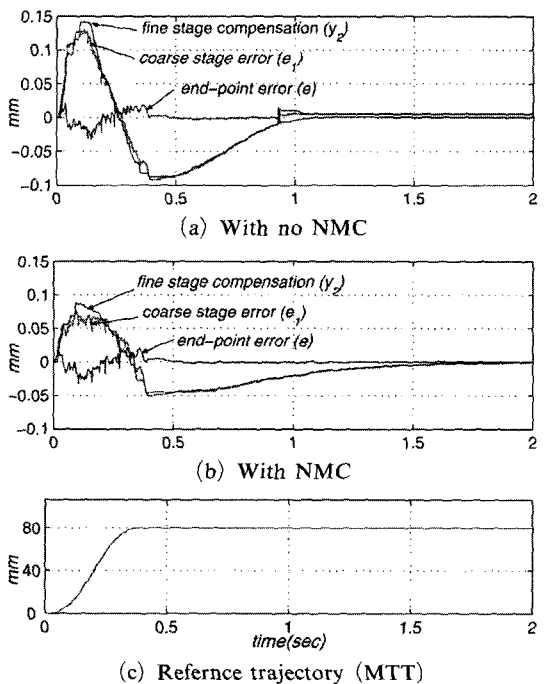 0.15
fine stage compensation (y2)
0.1
coarse stage error (e1)
0.05
end-point error (e)
mm
0
-0.05
-0.1
0 0.5 1 1.5 2
(a) With no NMC
0.15
fine stage compensation (y2)
0.1
coarse stage error (e1)
0.05
end-point error (e)
mm
0
-0.05
-0.1
0 0.5 1 1.5 2
(b) With NMC
80
mm
40
0
0 0.5 1 1.5 2
time(sec)
(c) Refernce trajectory (MTT)